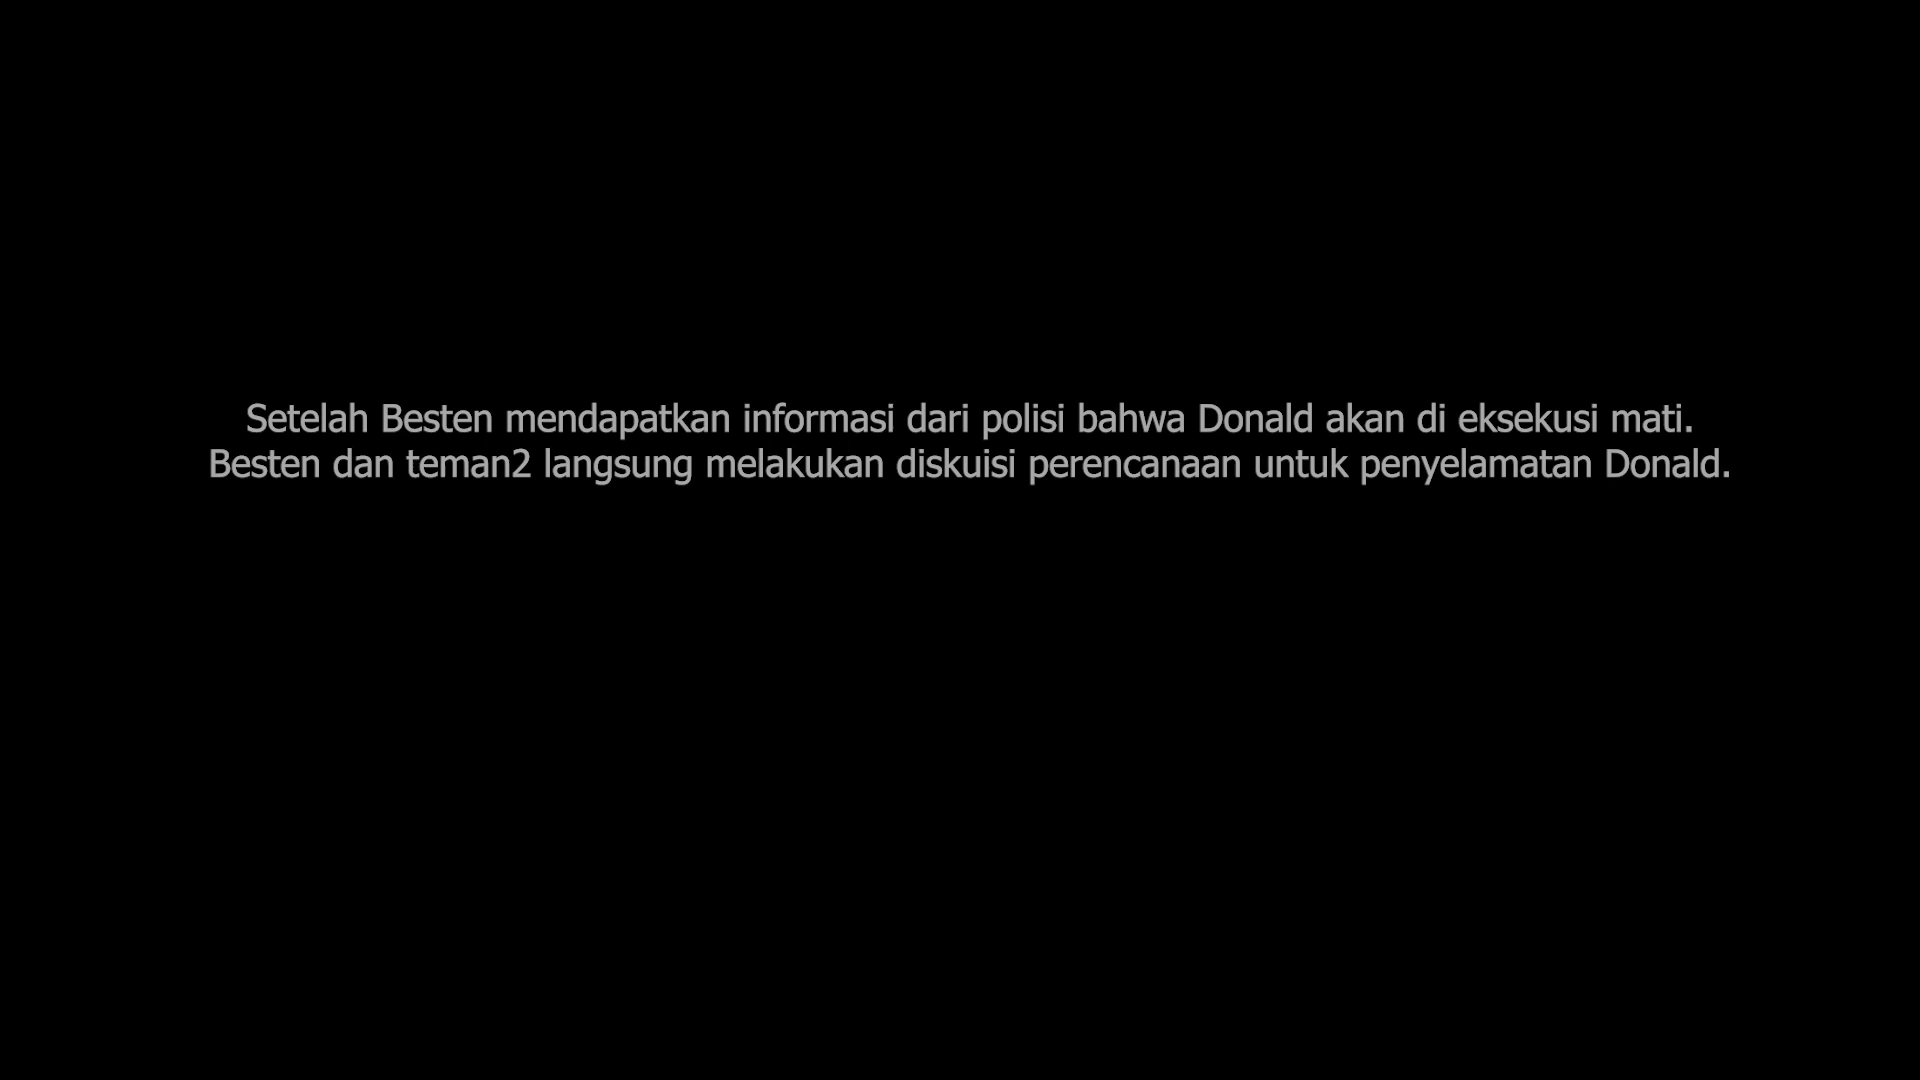 Setelah Besten mendapatkan informasi dari polisi bahwa Donald akan di eksekusi mati.
Besten dan teman2 langsung melakukan diskuisi perencanaan untuk penyelamatan Donald.